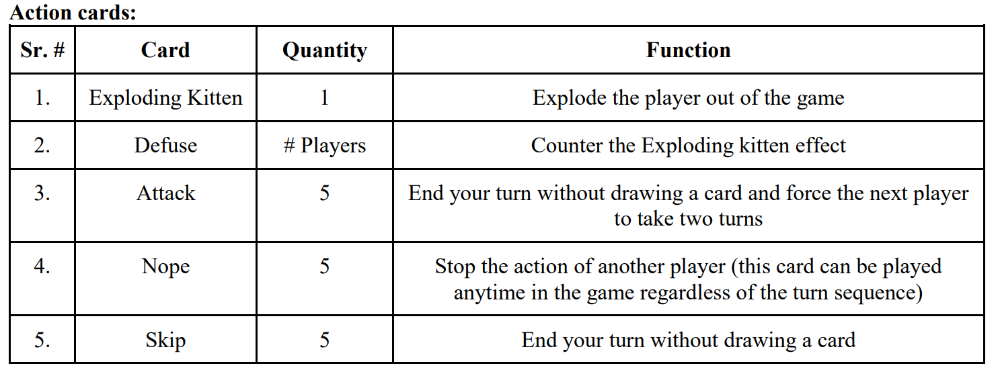 Action cards:
Sr. # Card Quantity Function
1. Exploding Kitten 1 Explode the player out of the game
2. Defuse # Players Counter the Exploding kitten effect
3. Attack 5 End your turn without drawing a card and force the next player
to take two turns
4. Nope 5 Stop the action of another player (this card can be played
anytime in the game regardless of the turn sequence)
5. Skip 5 End your turn without drawing a card